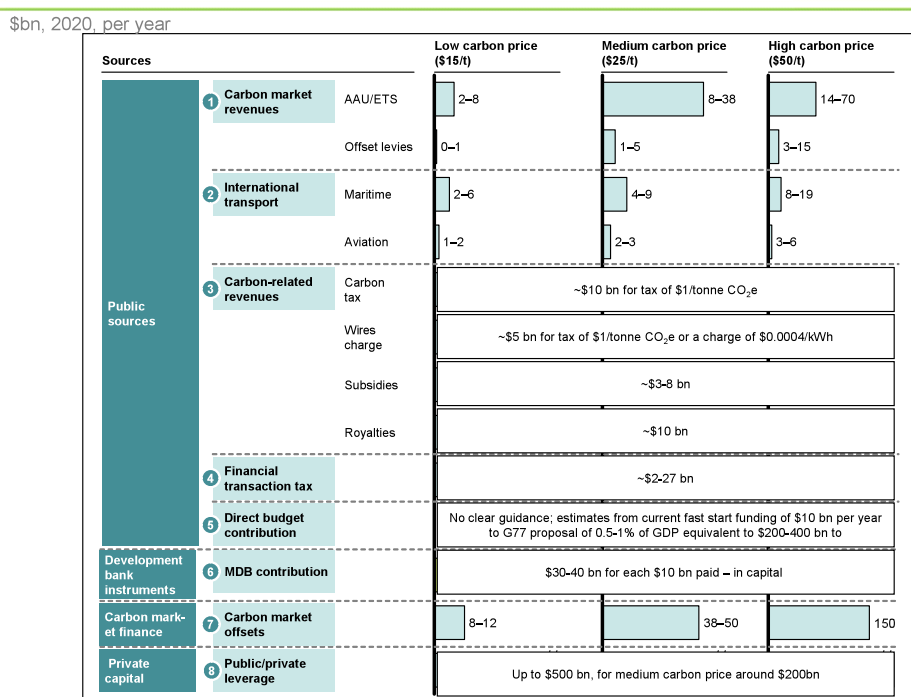 $bn, 2020, per year
Sources
Low carbon price
($15/t)
Medium carbon price
($25/t)
High carbon price
($50/t)
Public
sources
1 Carbon market
revenues
AAU/ETS
2–8
8–38
14–70
Offset levies
0–1
1–5
3–15
2 International
transport
Maritime
2–6
4–9
8–19
Aviation
1–2
2–3
3–6
3 Carbon-related
revenues
Carbon
tax
~$10 bn for tax of $1/tonne CO₂e
Wires
charge
~$5 bn for tax of $1/tonne CO₂e or a charge of $0.0004/kWh
Subsidies
~$3-8 bn
Royalties
~$10 bn
4 Financial
transaction tax
~$2-27 bn
5 Direct budget
contribution
No clear guidance; estimates from current fast start funding of $10 bn per year
to G77 proposal of 0.5-1% of GDP equivalent to $200-400 bn to
Development
bank
instruments
6 MDB contribution
$30-40 bn for each $10 bn paid – in capital
Carbon mark-
et finance
7 Carbon market
offsets
8–12
38–50
150
Private
capital
8 Public/private
leverage
Up to $500 bn, for medium carbon price around $200bn